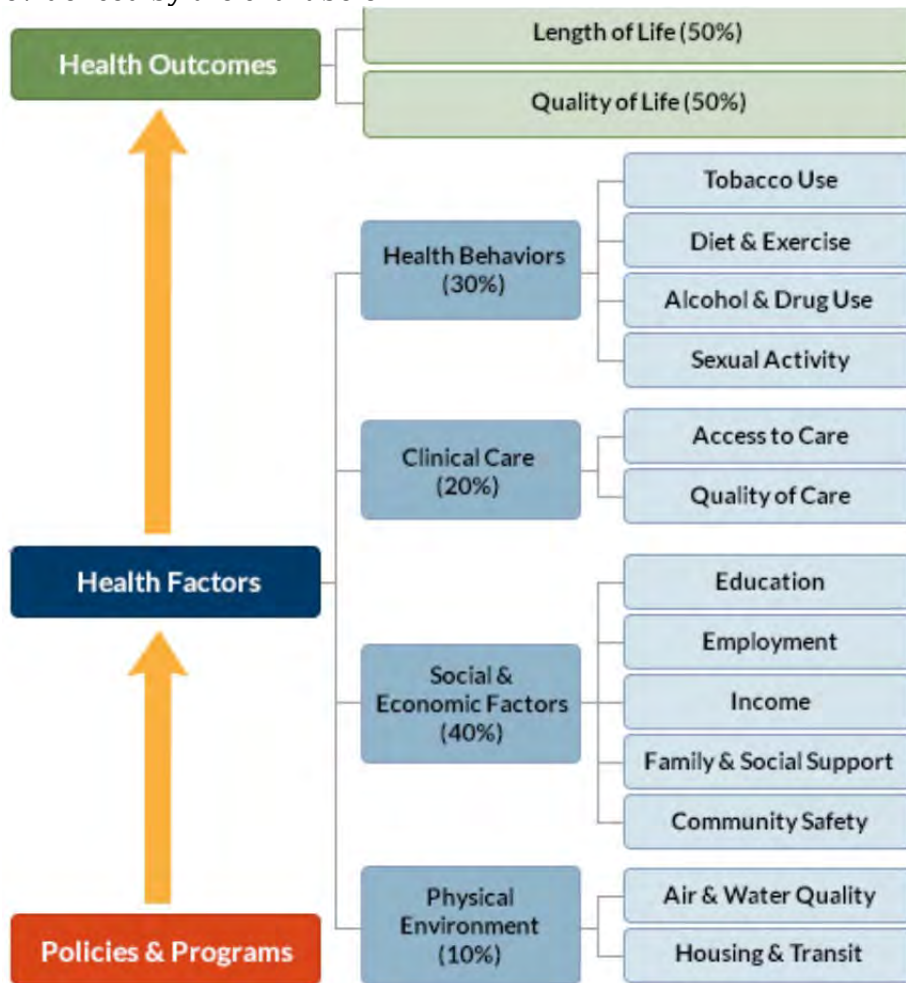 Length of Life (50%)
Health Outcomes
Quality of Life (50%)
Tobacco Use
Health Behaviors
(30%)
Diet & Exercise
Alcohol & Drug Use
Sexual Activity
Clinical Care
(20%)
Access to Care
Quality of Care
Health Factors
Education
Employment
Social &
Economic Factors
(40%)
Income
Family & Social Support
Community Safety
Physical
Environment
(10%)
Air & Water Quality
Housing & Transit
Policies & Programs